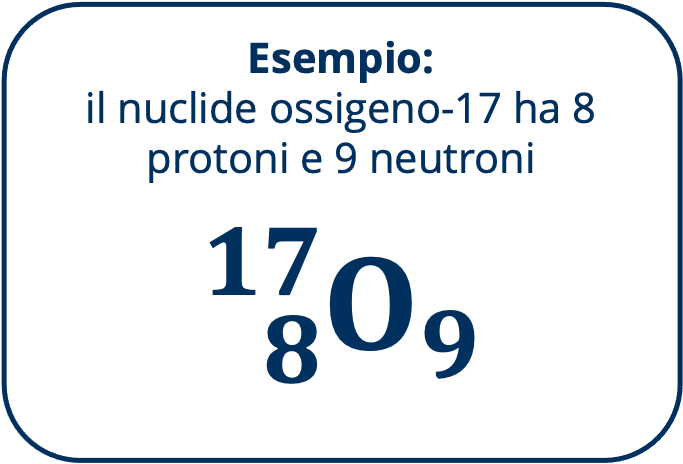 Esempio:
il nuclide ossigeno-17 ha 8
protoni e 9 neutroni
17
8O9